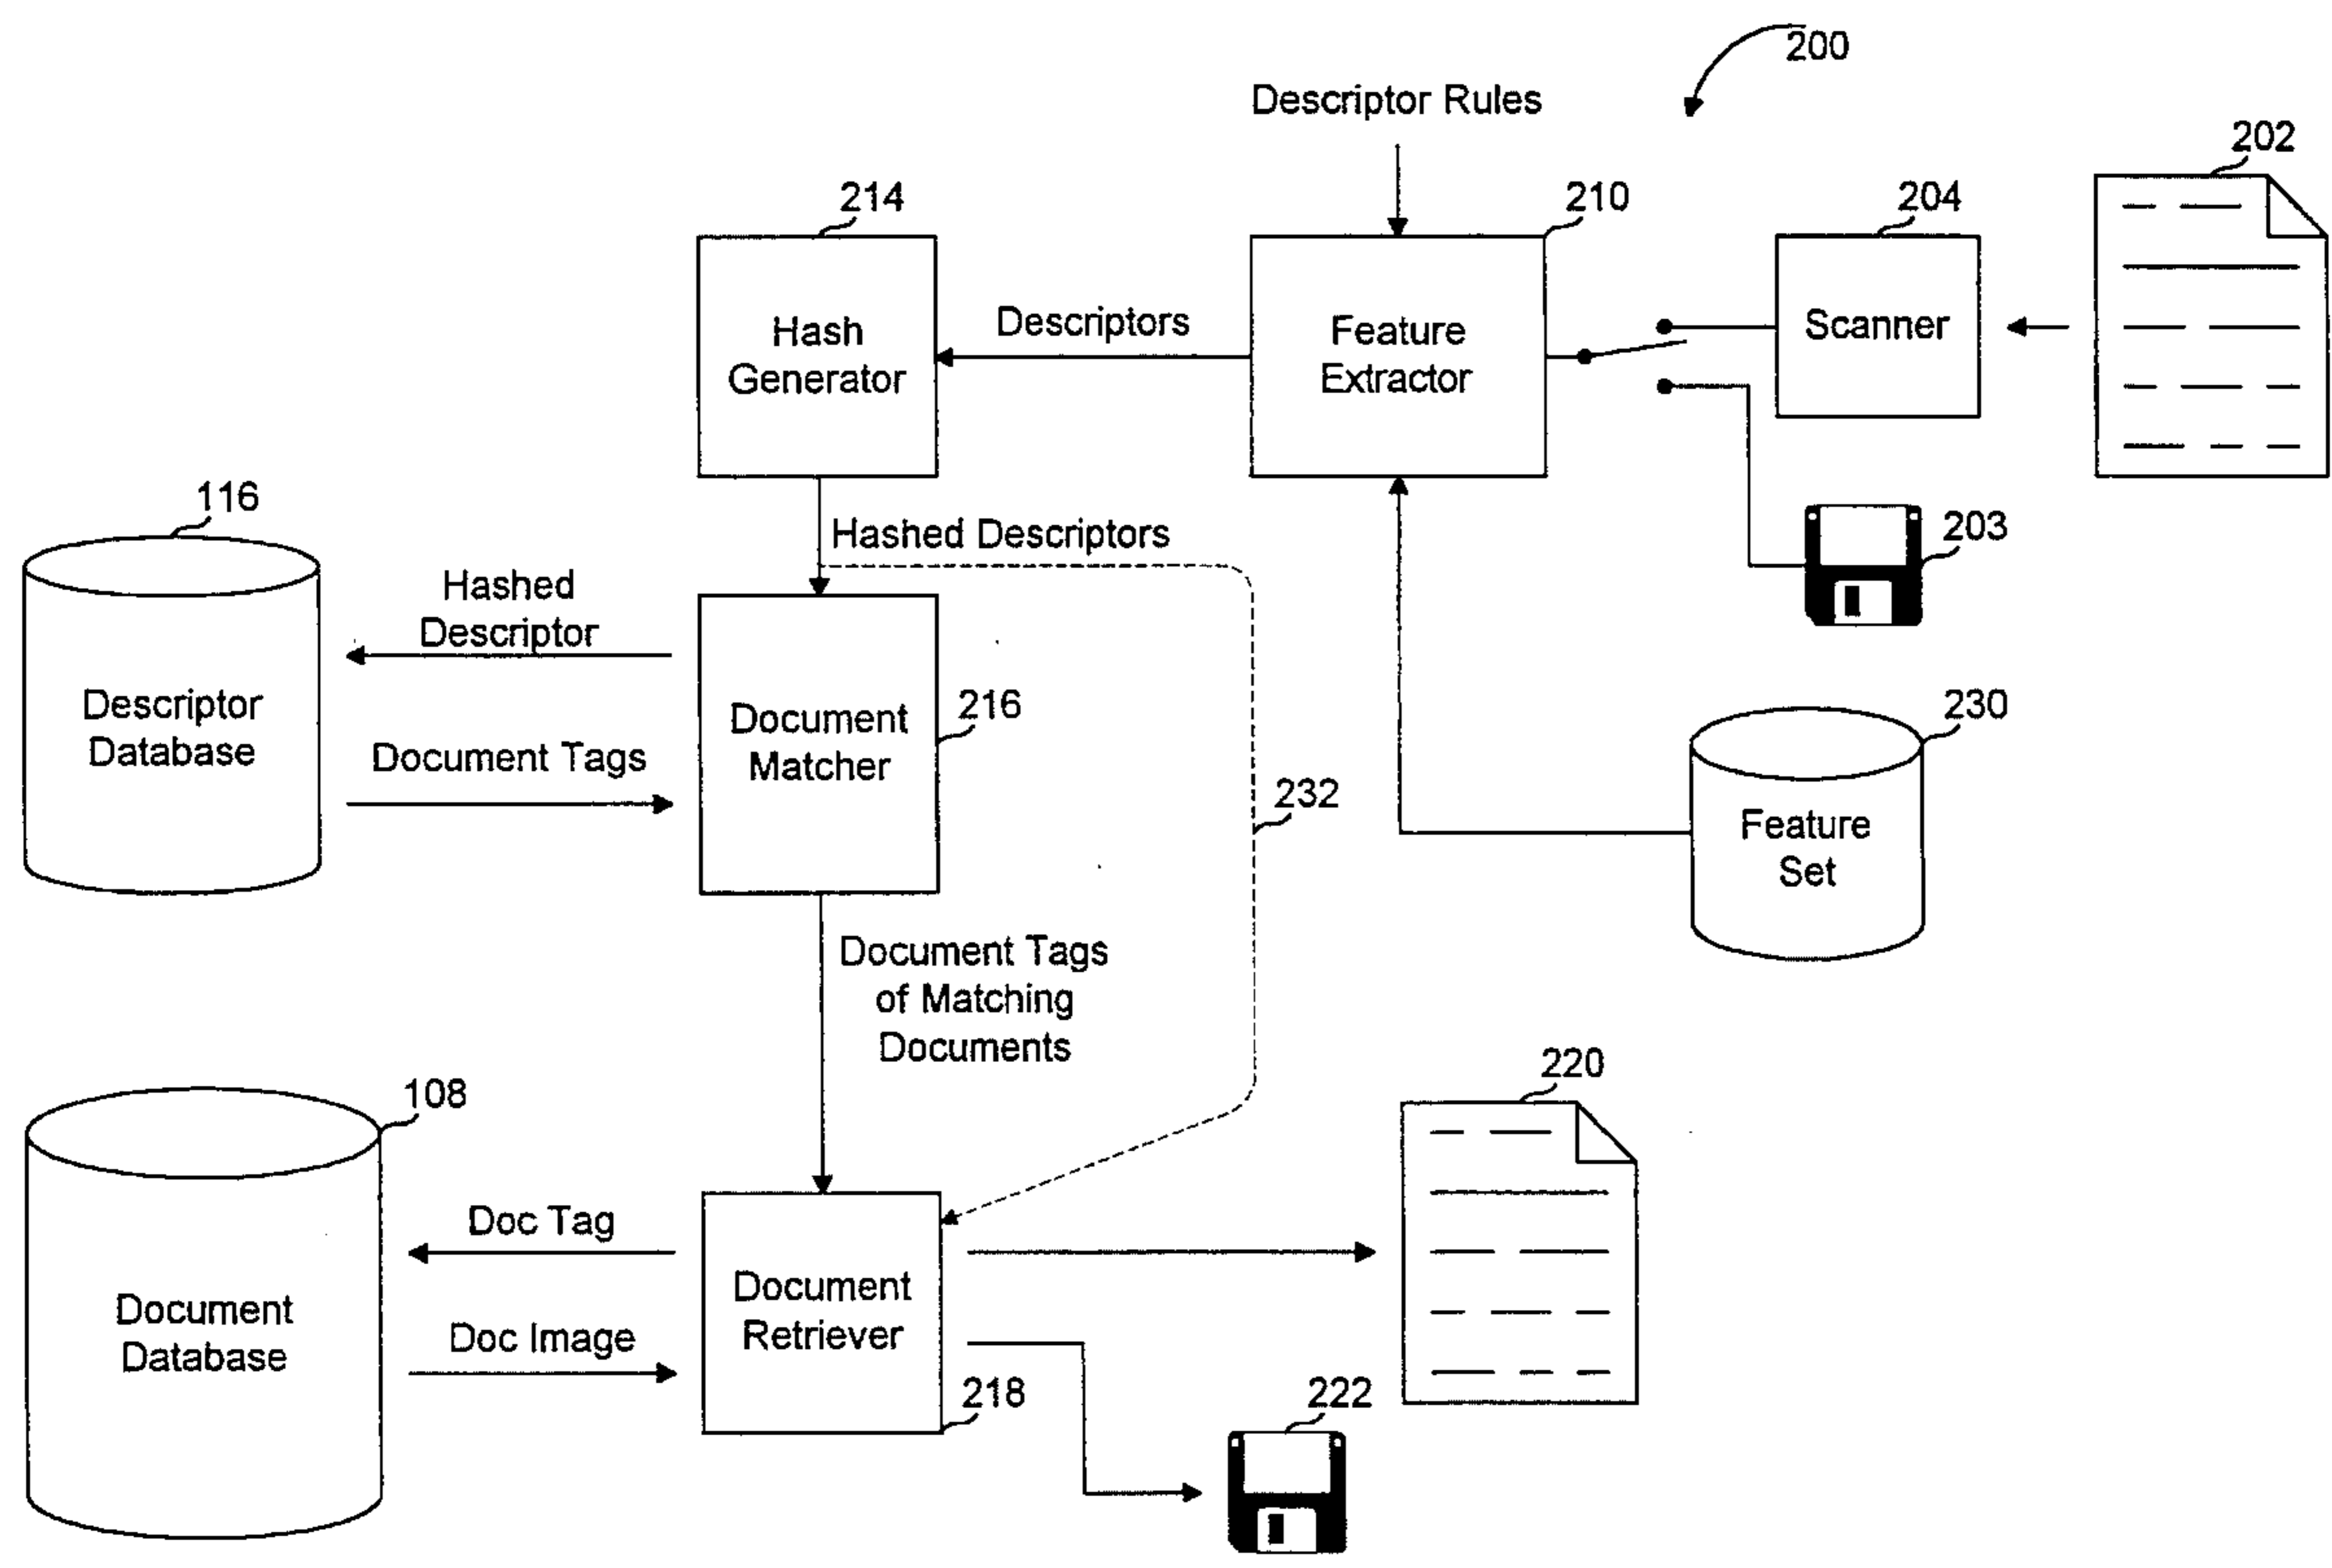 200
Descriptor Rules
202
214
210
204
Hash
Generator
Descriptors
Feature
Extractor
Scanner
116
Hashed Descriptors
203
Hashed
Descriptor
Descriptor
Database
Document Tags
Document
Matcher
216
230
232
Feature
Set
Document Tags
of Matching
Documents
220
108
Doc Tag
Document
Database
Doc Image
Document
Retriever
218
222